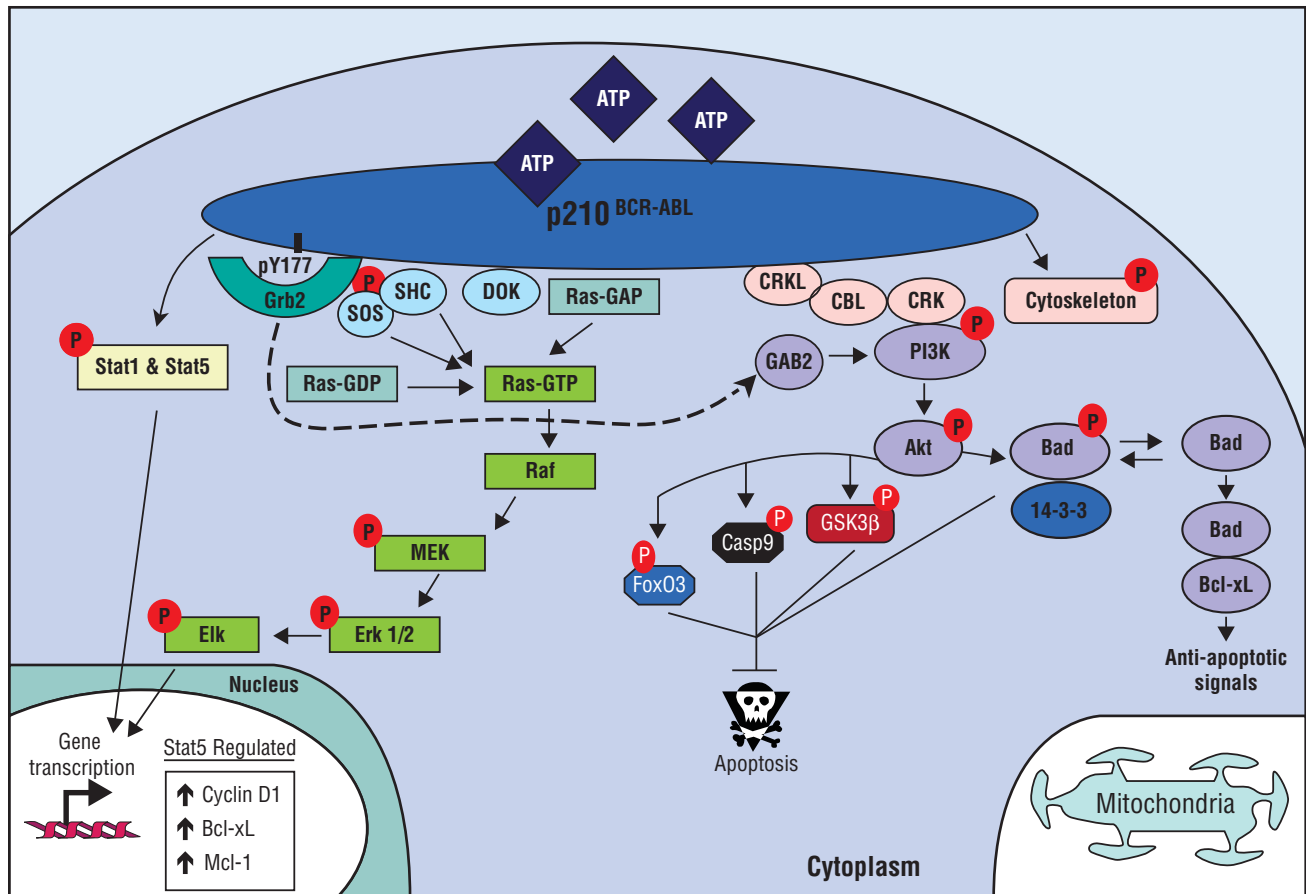 ATP
ATP
ATP
p210 BCR-ABL
pY177
Grb2
P
SOS
SHC
DOK
Ras-GAP
CRKL
CBL
CRK
P
Cytoskeleton
P
Stat1 & Stat5
Ras-GDP
Ras-GTP
GAB2
P
PI3K
Raf
Akt
P
Bad
P
14-3-3
Bad
Bad
Bcl-xL
Anti-apoptotic
signals
P
MEK
P
Erk 1/2
P
Elk
P
FoxO3
Casp9
P
GSK3β
P
Apoptosis
Nucleus
Gene
transcription
Stat5 Regulated
Cyclin D1
Bcl-xL
Mcl-1
Cytoplasm
Mitochondria